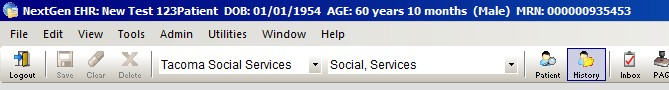 NextGen EHR: New Test 123Patient DOB: 01/01/1954 AGE: 60 years 10 months (Male) MRN: 000000935453
File Edit View Tools Admin Utilities Window Help
Tacoma Social Services Social, Services
Logout Save Clear Delete Patient History Inbox PAQ